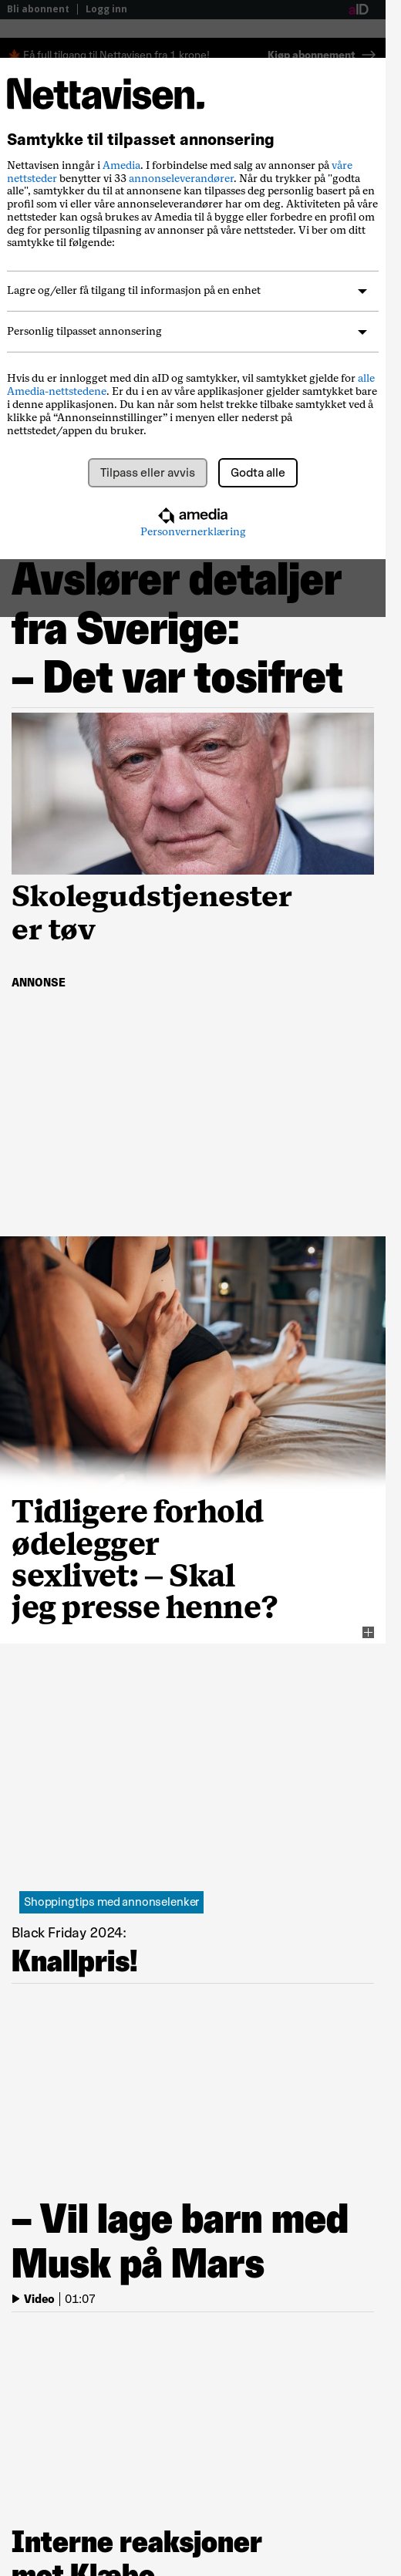 Bli abonnent | Logg inn
aID
Få full tilgang til Nettavisen fra 1 krone!
Kjøp abonnement
Nettavisen.
Samtykke til tilpasset annonsering
Nettavisen inngår i Amedia. I forbindelse med salg av annonser på våre
nettsteder benytter vi 33 annonseleverandører. Når du trykker på "godta
alle", samtykker du til at annonsene kan tilpasses deg personlig basert på en
profil som vi eller våre annonseleverandører har om deg. Aktiviteten på våre
nettsteder kan også brukes av Amedia til å bygge eller forbedre en profil om
deg for personlig tilpasning av annonser på våre nettsteder. Vi ber om ditt
samtykke til følgende:
Lagre og/eller få tilgang til informasjon på en enhet
Personlig tilpasset annonsering
Hvis du er innlogget med din aID og samtykker, vil samtykket gjelde for alle
Amedia-nettstedene. Er du i en av våre applikasjoner gjelder samtykket bare
i denne applikasjonen. Du kan når som helst trekke tilbake samtykket ved å
klikke på “Annonseinnstillinger” i menyen eller nederst på
nettstedet/appen du bruker.
Tilpass eller avvis
Godta alle
amedia
Personvernerklæring
Avslører detaljer
fra Sverige:
– Det var tosifret
Skolegudstjenester
er tøv
ANNONSE
Tidligere forhold
ødelegger
sexlivet: – Skal
jeg presse henne?
Shoppingtips med annonselenker
Black Friday 2024:
Knallpris!
– Vil lage barn med
Musk på Mars
Video | 01:07
Interne reaksjoner
mot Klæbo